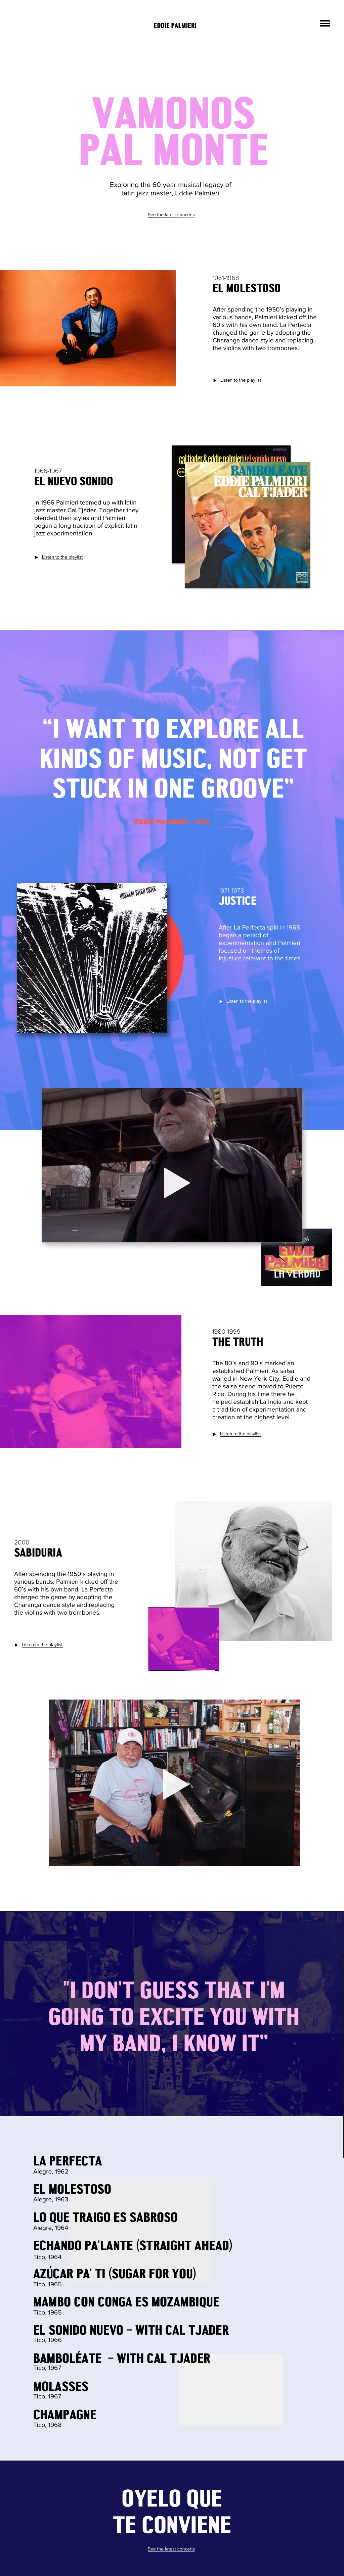 EDDIE PALMIERI
VAMONOS
PAL MONTE
Exploring the 60 year musical legacy of
latin jazz master, Eddie Palmieri
See the latest concerts
1961-1968
EL MOLESTOSO
After spending the 1950's playing in
various bands, Palmieri kicked off the
60's with his own band. La Perfecta
changed the game by adopting the
Charanga dance style and replacing
the violins with two trombones.
Listen to the playlist
1966-1967
EL NUEVO SONIDO
In 1966 Palmieri teamed up with latin
jazz master Cal Tjader. Together they
blended their styles and Palmieri
began a long tradition of explicit latin
jazz experimentation.
Listen to the playlist
cal tjader & eddie palmieri el sonido nuevo
BAMBOLEATE
EDDIE PALMIERI
CAL TJADER
“I WANT TO EXPLORE ALL
KINDS OF MUSIC, NOT GET
STUCK IN ONE GROOVE”
1971-1978
JUSTICE
After La Perfecta split in 1968
began a period of
experimentation and Palmieri
focused on themes of
injustice relevant to the times.
Listen to the playlist
HARLEM RIVER DRIVE
EDDIE
PALMIERI
LA VERDAD
1980-1999
THE TRUTH
The 80's and 90's marked an
established Palmieri. As salsa
waned in New York City, Eddie and
the salsa scene moved to Puerto
Rico. During his time there he
helped establish La India and kept
a tradition of experimentation and
creation at the highest level.
Listen to the playlist
2000 -
SABIDURIA
After spending the 1950's playing in
various bands, Palmieri kicked off the
60's with his own band. La Perfecta
changed the game by adopting the
Charanga dance style and replacing
the violins with two trombones.
Listen to the playlist
"I DON'T GUESS THAT I'M
GOING TO EXCITE YOU WITH
MY BAND, I KNOW IT”
LA PERFECTA
Alegre, 1962
EL MOLESTOSO
Alegre, 1963
LO QUE TRAIGO ES SABROSO
Alegre, 1964
ECHANDO PA'LANTE (STRAIGHT AHEAD)
Tico, 1964
AZÚCAR PA' TI (SUGAR FOR YOU)
Tico, 1965
MAMBO CON CONGA ES MOZAMBIQUE
Tico, 1965
EL SONIDO NUEVO – WITH CAL TJADER
Tico, 1966
BAMBOLÉATE – WITH CAL TJADER
Tico, 1967
MOLASSES
Tico, 1967
CHAMPAGNE
Tico, 1968
OYELO QUE
TE CONVIENE
See the latest concerts